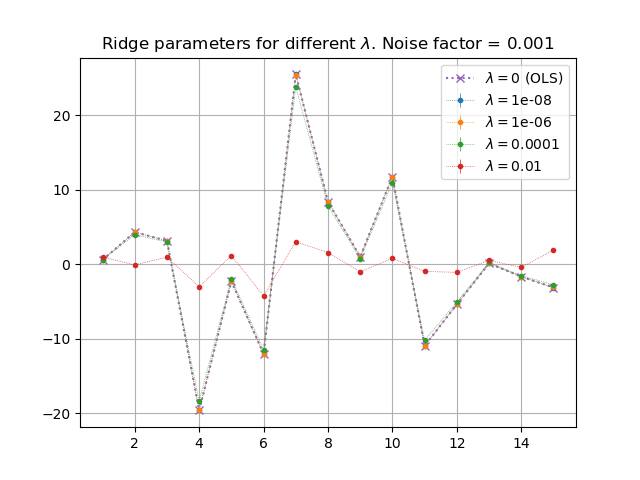 Ridge parameters for different λ. Noise factor = 0.001
λ = 0 (OLS)
λ = 1e-08
λ = 1e-06
λ = 0.0001
λ = 0.01
20
10
0
−10
−20
2 4 6 8 10 12 14